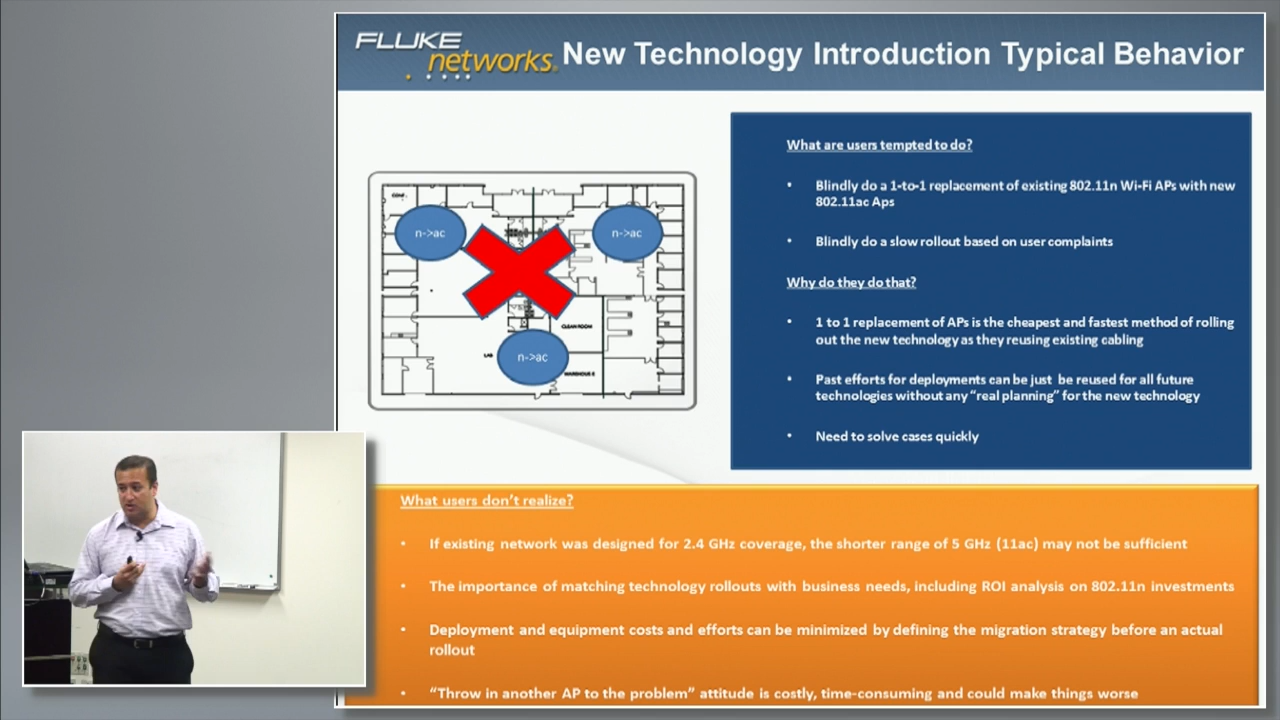 FLUKE
networks®
New Technology Introduction Typical Behavior
What are users tempted to do?
• Blindly do a 1-to-1 replacement of existing 802.11n Wi-Fi APs with new
802.11ac Aps
• Blindly do a slow rollout based on user complaints
Why do they do that?
• 1 to 1 replacement of APs is the cheapest and fastest method of rolling
out the new technology as they reusing existing cabling
• Past efforts for deployments can be just be reused for all future
technologies without any “real planning” for the new technology
• Need to solve cases quickly
CONF
n->ac
n->ac
CLEAN ROOM
LAB
n->ac
WAREHOUSE
What users don’t realize?
• If existing network was designed for 2.4 GHz coverage, the shorter range of 5 GHz (11ac) may not be sufficient
• The importance of matching technology rollouts with business needs, including ROI analysis on 802.11n investments
• Deployment and equipment costs and efforts can be minimized by defining the migration strategy before an actual
rollout
• “Throw in another AP to the problem” attitude is costly, time-consuming and could make things worse